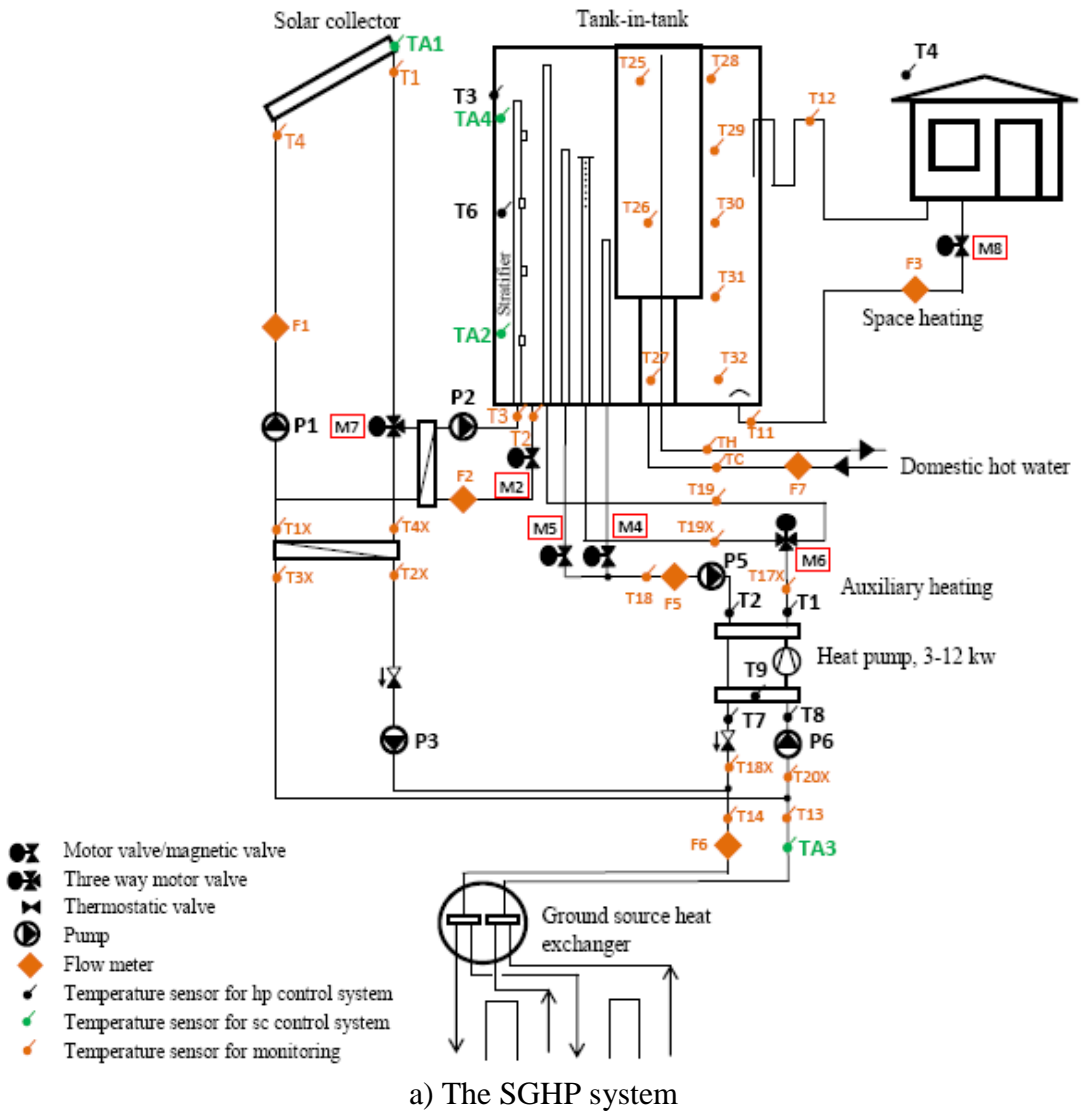 Solar collector
Tank-in-tank
TA1
T1
T4
T3
TA4
T6
Stratifier
TA2
T25
T28
T12
T4
T29
T26
T30
T31
T27
T32
M8
F3
Space heating
F1
P1
M7
P2
T3
T2
T11
F2
M2
TH
TC
F7
Domestic hot water
T19
T1X
T4X
M5
M4
T19X
M6
T3X
T2X
T18
F5
P5
T17X
Auxiliary heating
T2
T1
Heat pump, 3-12 kw
T9
T7
T8
P3
P6
T18X
T20X
T14
T13
F6
TA3
Motor valve/magnetic valve
Three way motor valve
Thermostatic valve
Pump
Flow meter
Temperature sensor for hp control system
Temperature sensor for sc control system
Temperature sensor for monitoring
Ground source heat
exchanger
a) The SGHP system